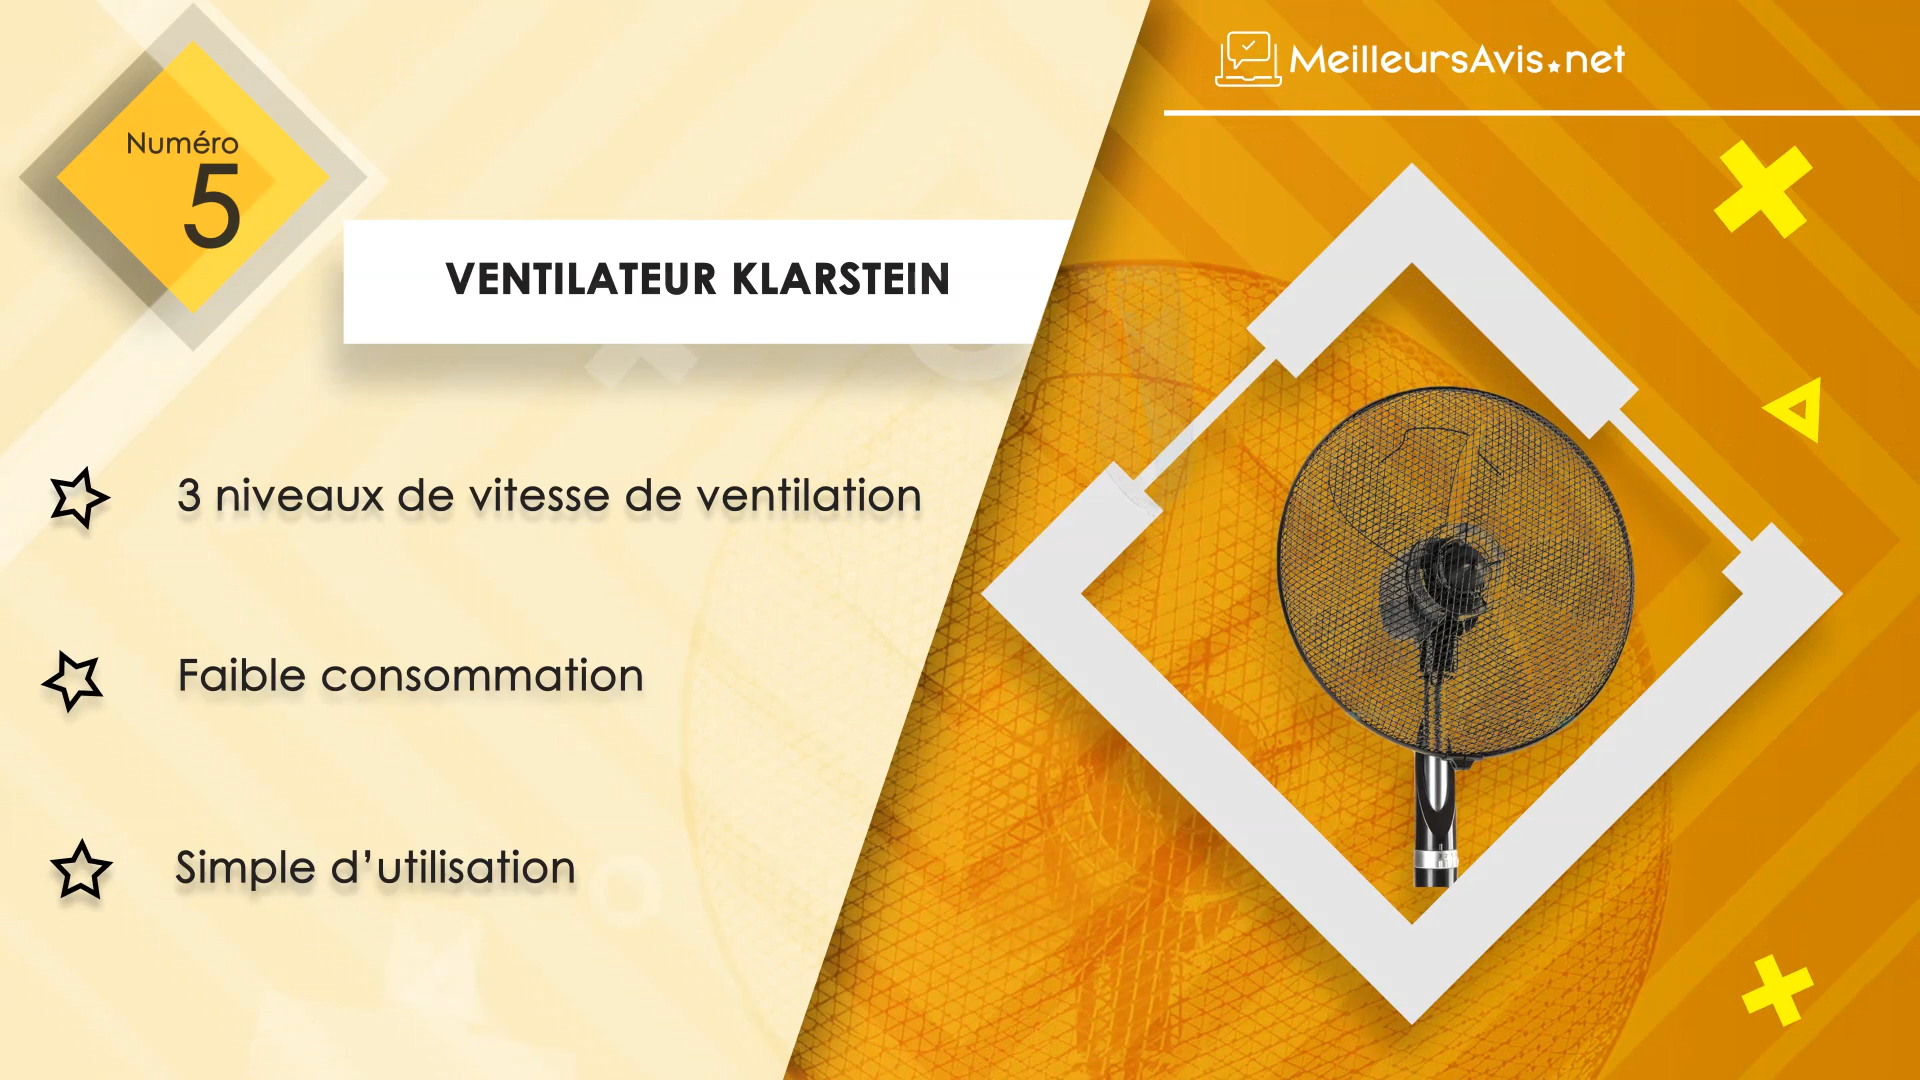 Numéro
5
MeilleursAvis.net
VENTILATEUR KLARSTEIN
3 niveaux de vitesse de ventilation
Faible consommation
Simple d’utilisation